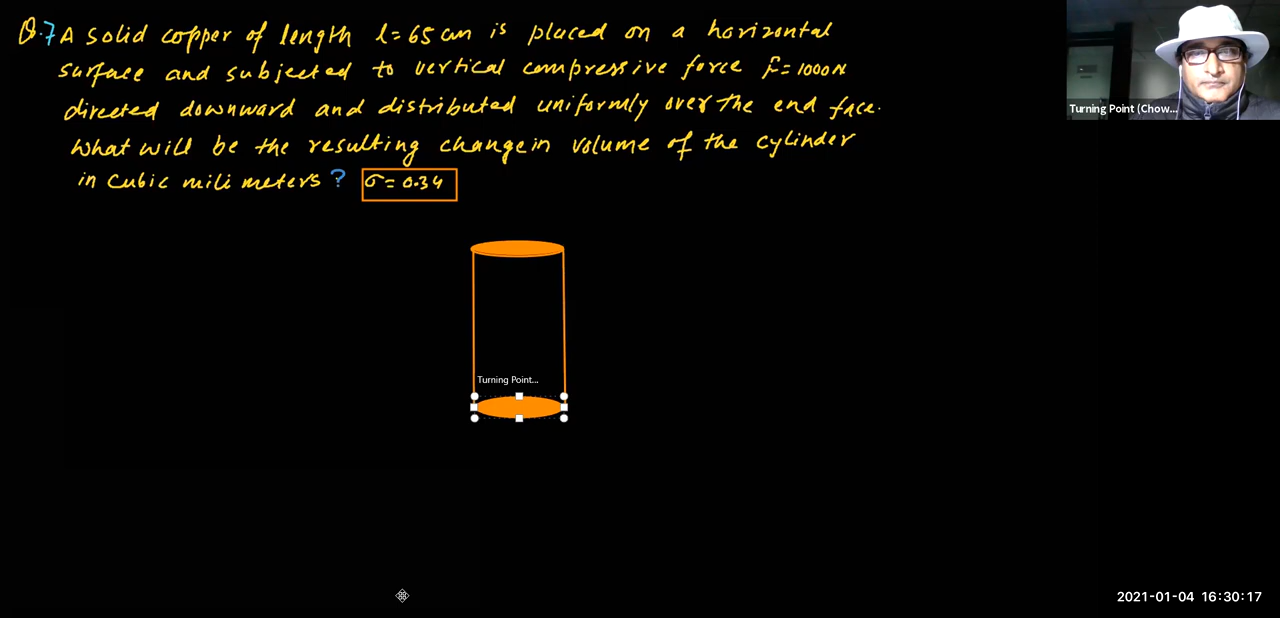 Q.7 A solid copper of length l=65 cm is placed on a horizontal
surface and subjected to vertical compressive force F=1000N
directed downward and distributed uniformly over the end face.
what will be the resulting change in volume of the cylinder
in cubic mili meters ? σ=0.34
Turning Point (Chow...
Turning Point...
2021-01-04 16:30:17